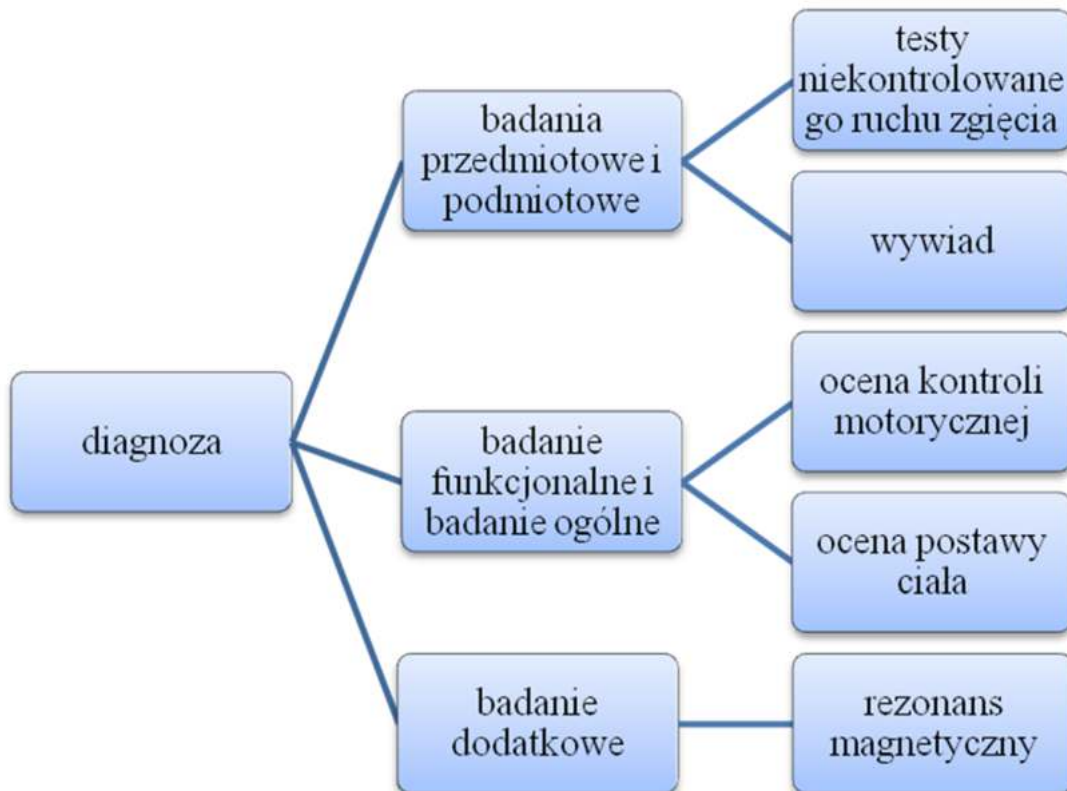 diagnoza
badania
przedmiotowe i
podmiotowe
testy
niekontrolowane
go ruchu zgięcia
wywiad
badanie
funkcjonalne i
badanie ogólne
ocena kontroli
motorycznej
ocena postawy
ciała
badanie
dodatkowe
rezonans
magnetyczny